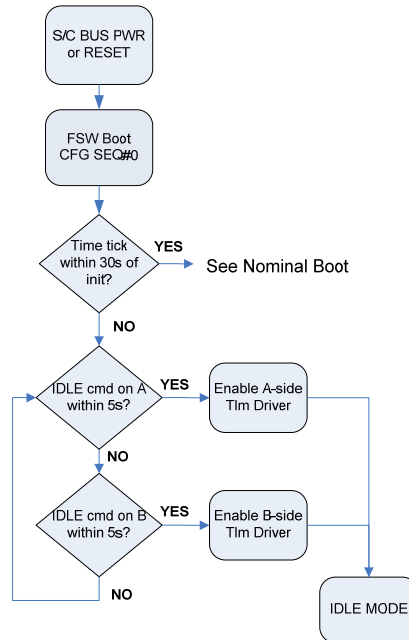 S/C BUS PWR
or RESET
FSW Boot
CFG SEQ#0
Time tick
within 30s of
init?
YES
See Nominal Boot
NO
IDLE cmd on A
within 5s?
YES
Enable A-side
Tlm Driver
NO
IDLE cmd on B
within 5s?
YES
Enable B-side
Tlm Driver
NO
IDLE MODE